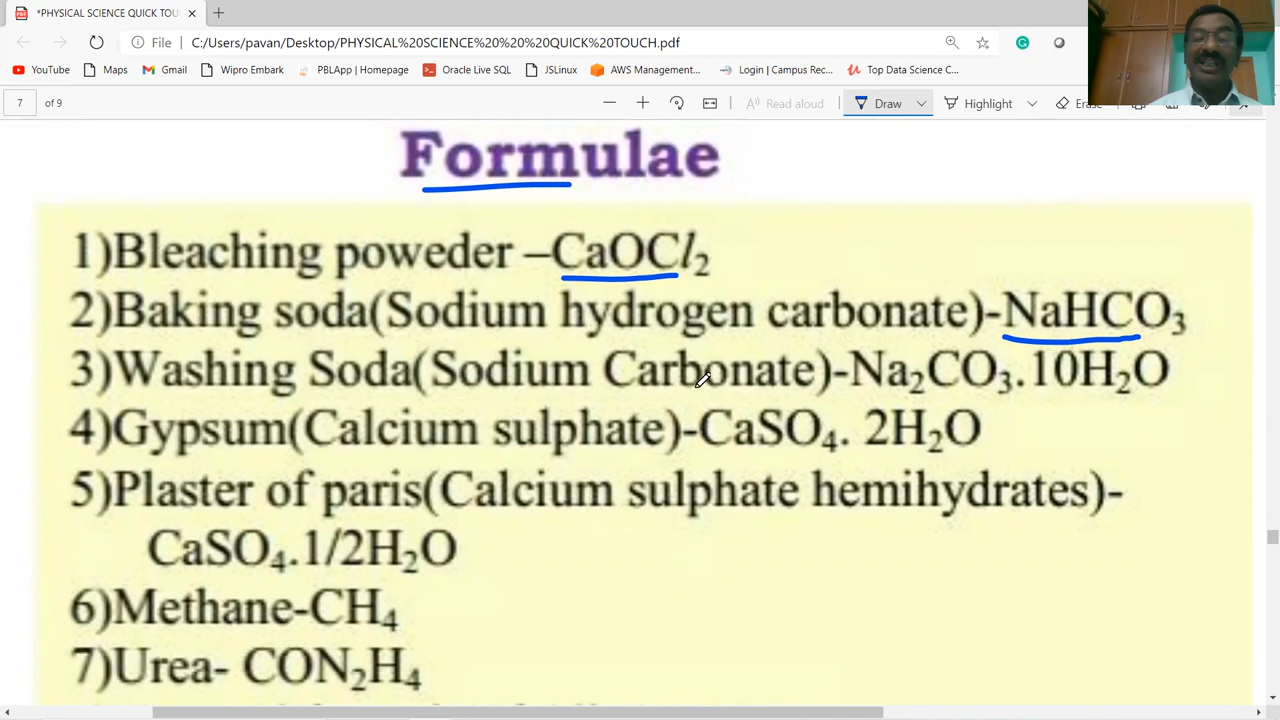 *PHYSICAL SCIENCE QUICK TOU
File C:/Users/pavan/Desktop/PHYSICAL%20SCIENCE%20%20%20QUICK%20TOUCH.pdf
YouTube Maps Gmail Wipro Embark PBLApp | Homepage Oracle Live SQL JSLinux AWS Management... Login | Campus Rec... Top Data Science C...
7 of 9 Read aloud Draw Highlight Erase
Formulae
1)Bleaching poweder –CaOCl₂
2)Baking soda(Sodium hydrogen carbonate)-NaHCO₃
3)Washing Soda(Sodium Carbonate)-Na₂CO₃.10H₂O
4)Gypsum(Calcium sulphate)-CaSO₄. 2H₂O
5)Plaster of paris(Calcium sulphate hemihydrates)-
CaSO₄.1/2H₂O
6)Methane-CH₄
7)Urea- CON₂H₄